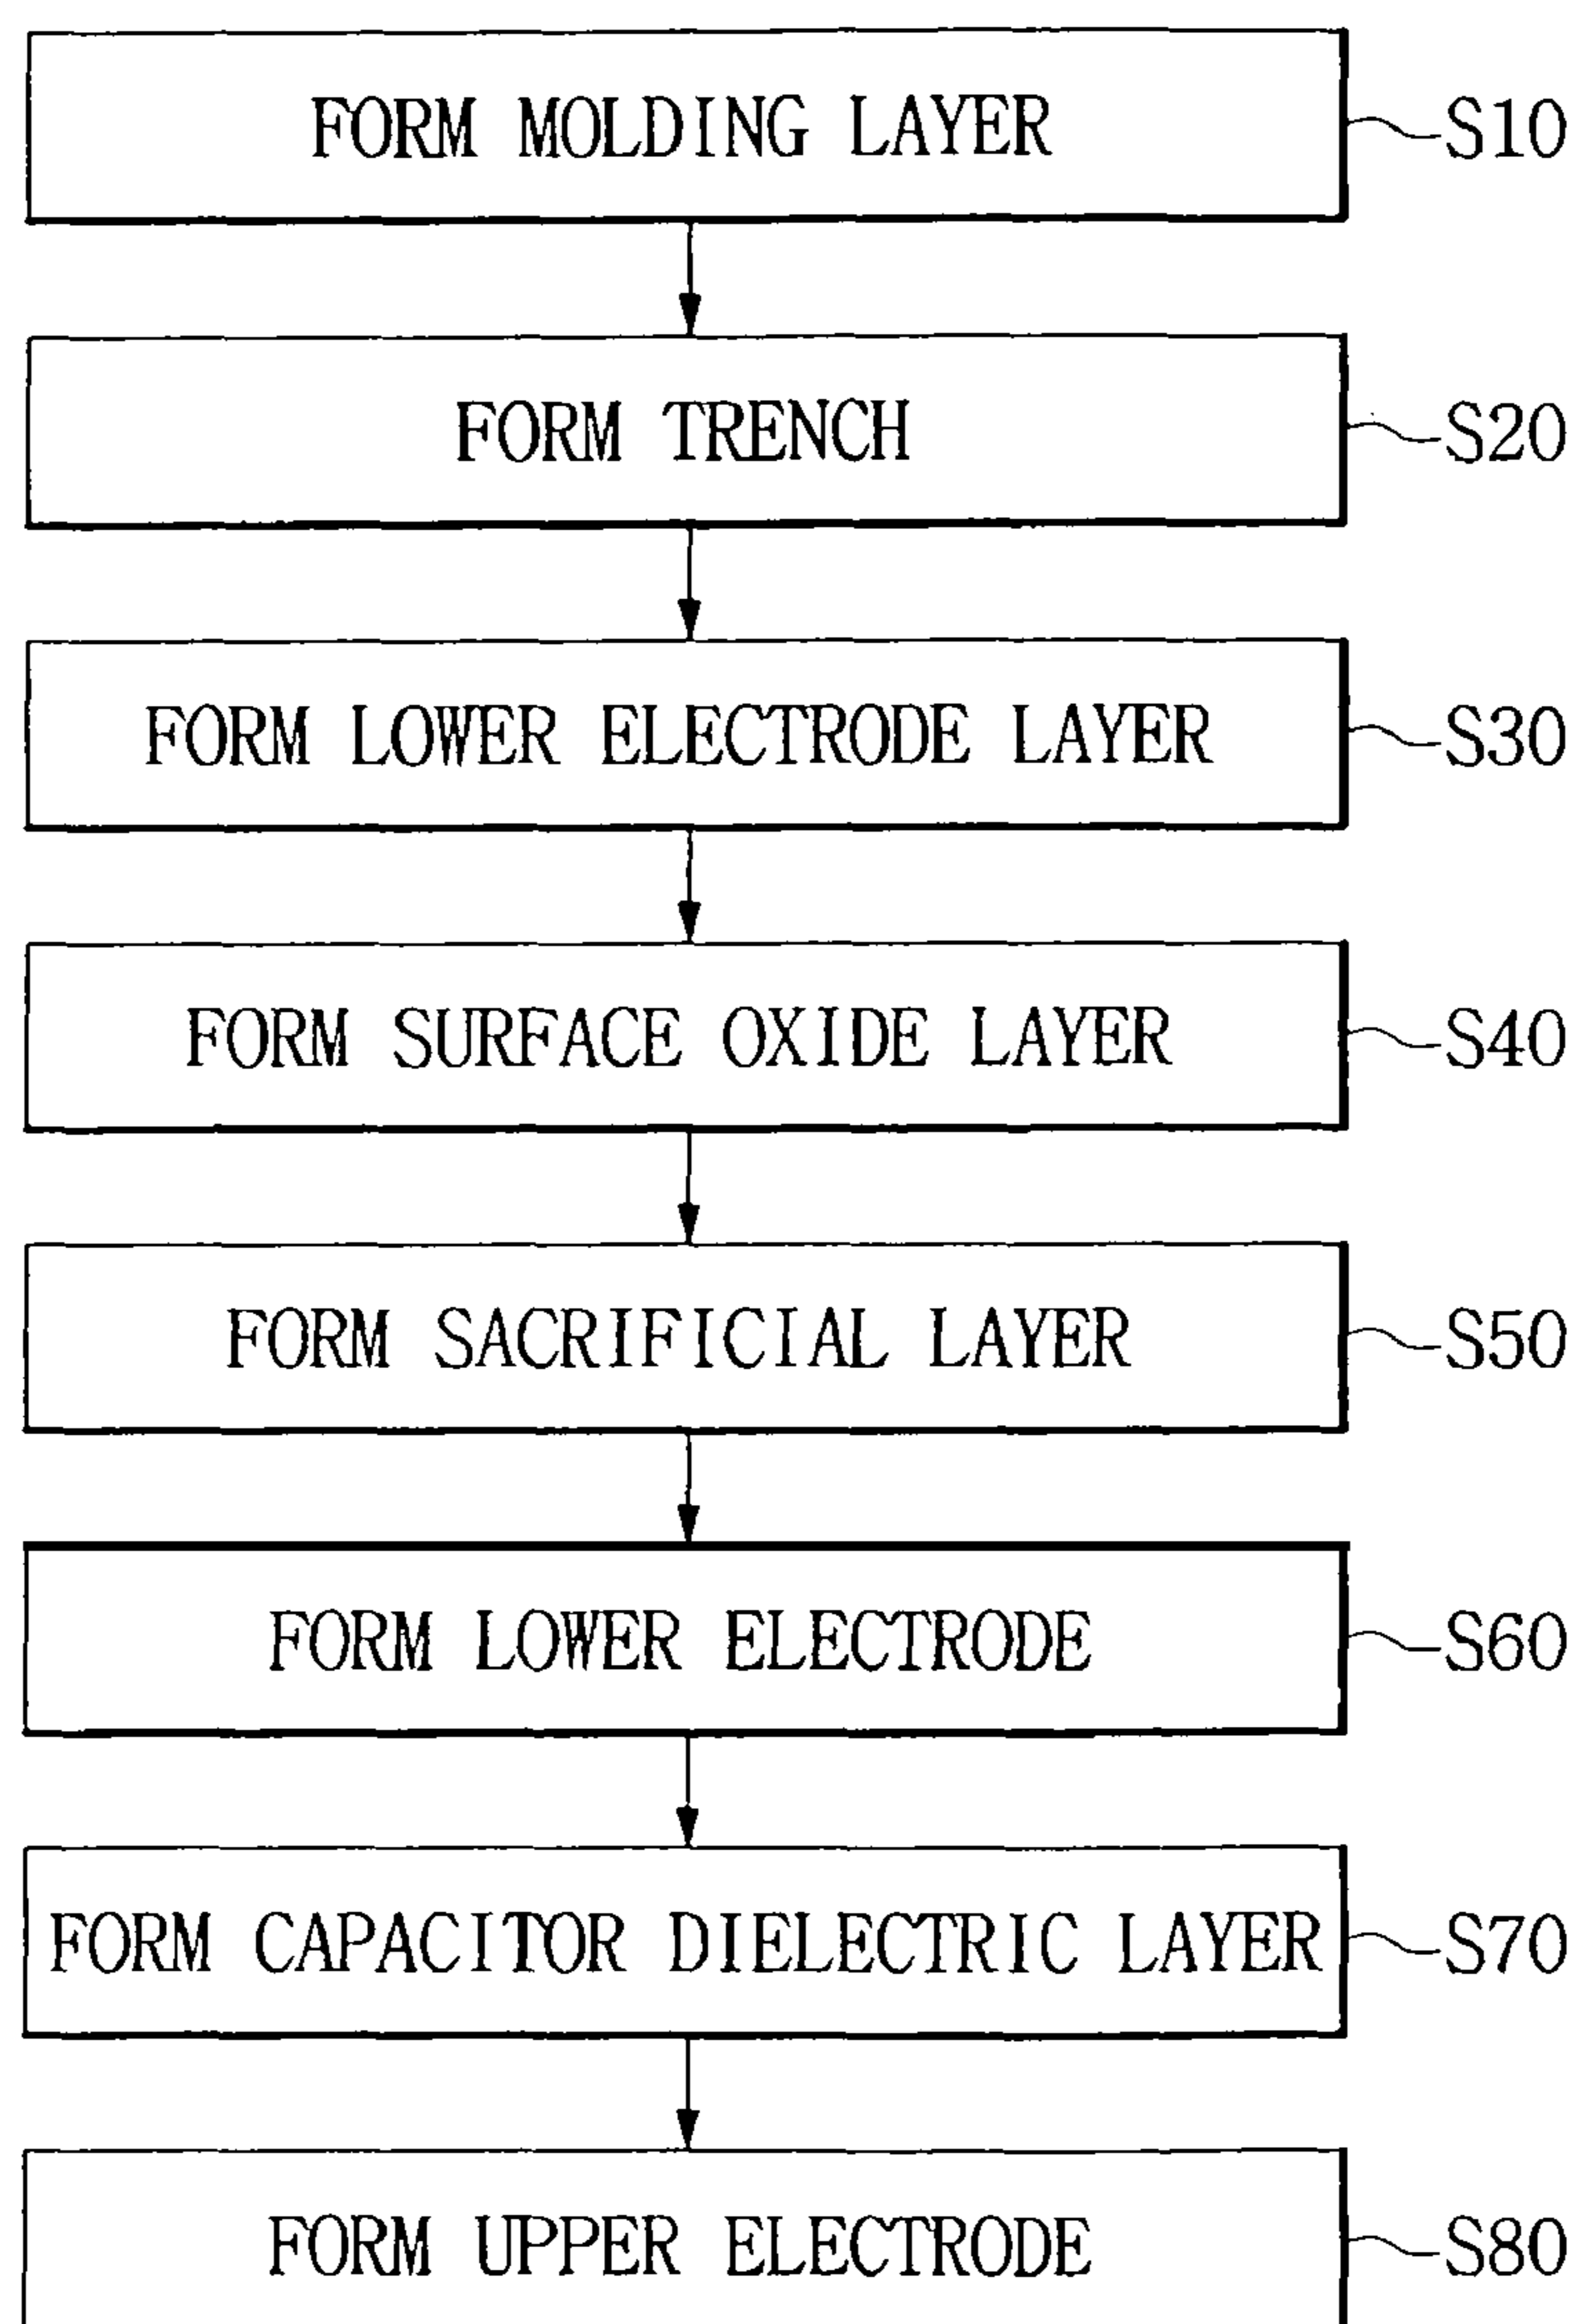 FORM MOLDING LAYER S10
FORM TRENCH S20
FORM LOWER ELECTRODE LAYER S30
FORM SURFACE OXIDE LAYER S40
FORM SACRIFICIAL LAYER S50
FORM LOWER ELECTRODE S60
FORM CAPACITOR DIELECTRIC LAYER S70
FORM UPPER ELECTRODE S80